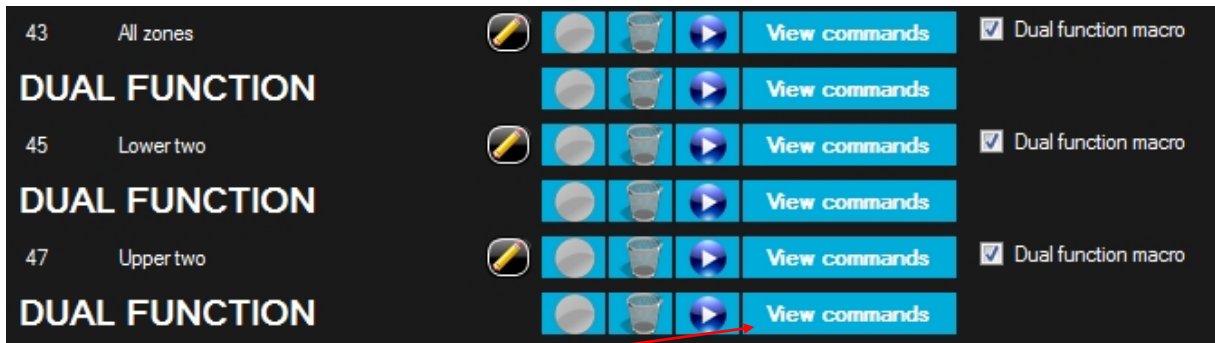 43 All zones View commands Dual function macro
DUAL FUNCTION View commands
45 Lower two View commands Dual function macro
DUAL FUNCTION View commands
47 Upper two View commands Dual function macro
DUAL FUNCTION View commands